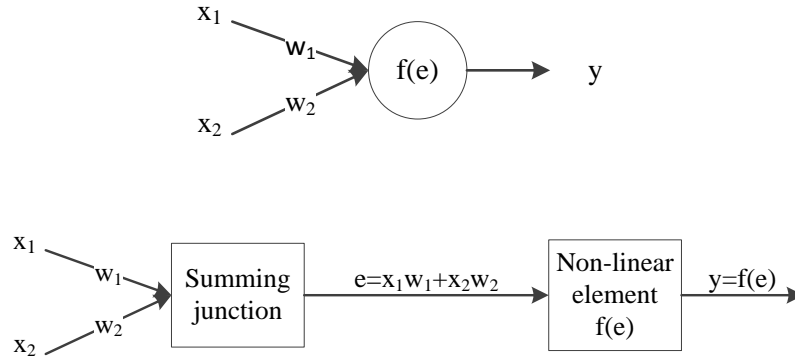 x₁
w₁
f(e)
y
w₂
x₂
x₁
w₁
Summing
junction
e=x₁w₁+x₂w₂
Non-linear
element
f(e)
y=f(e)
w₂
x₂